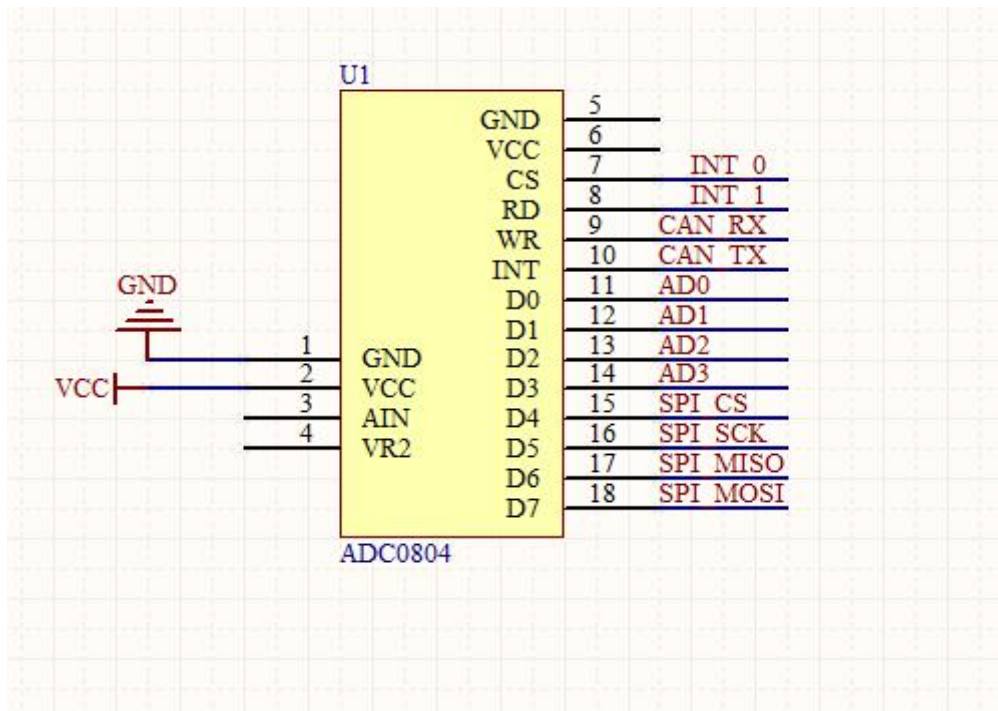 U1
5
GND
6
VCC
7 INT_0
CS
8 INT_1
RD
9 CAN_RX
WR
10 CAN_TX
INT
11 AD0
D0
12 AD1
D1
13 AD2
D2
14 AD3
D3
15 SPI_CS
D4
16 SPI_SCK
D5
17 SPI_MISO
D6
18 SPI_MOSI
D7
GND
1
GND
2
VCC VCC
3
AIN
4
VR2
ADC0804